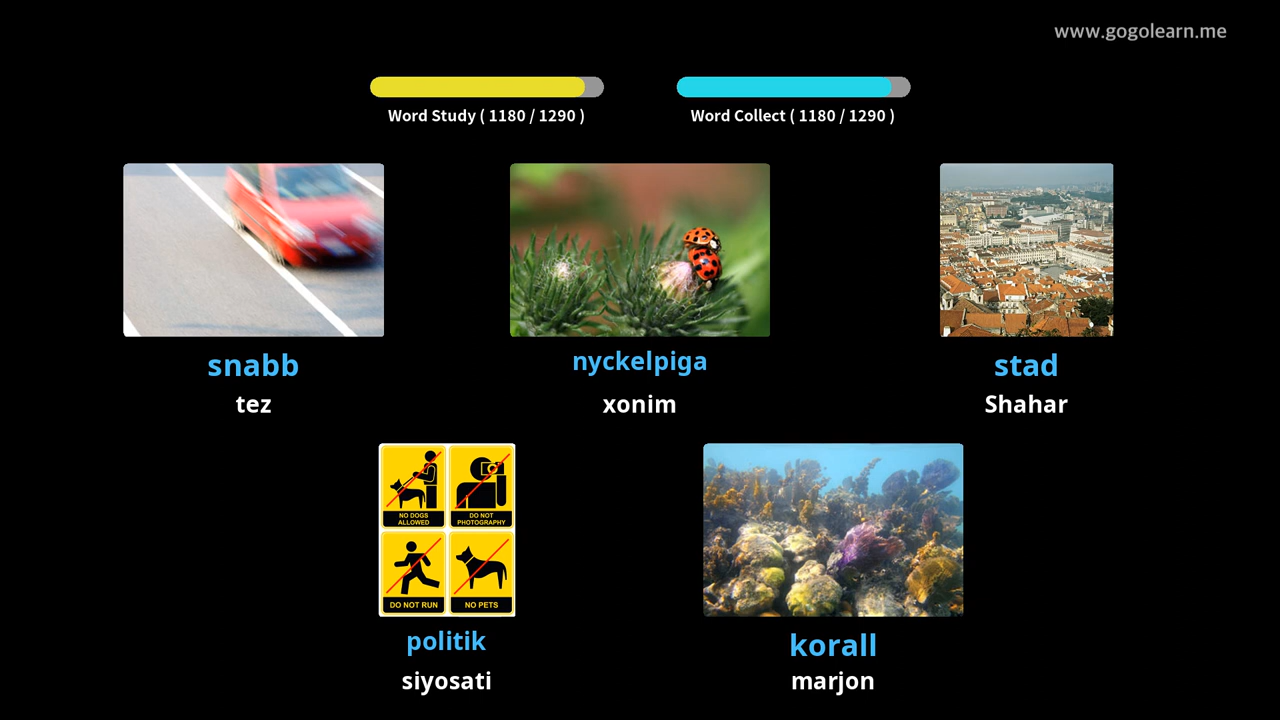 www.gogolearn.me
Word Study ( 1180 / 1290 )
Word Collect ( 1180 / 1290 )
snabb
tez
nyckelpiga
xonim
stad
Shahar
NO DOGS
ALLOWED
DO NOT
PHOTOGRAPHY
DO NOT RUN
NO PETS
politik
siyosati
korall
marjon